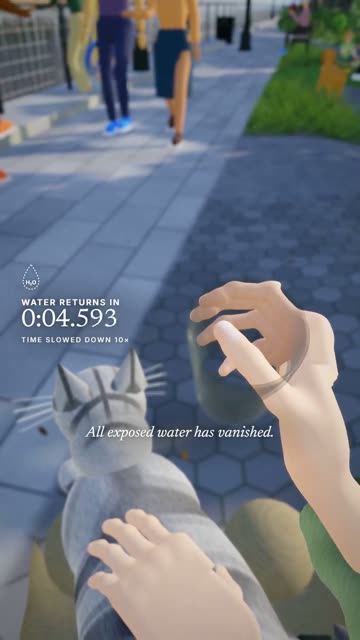 H₂O
WATER RETURNS IN
0:04.593
TIME SLOWED DOWN 10×
All exposed water has vanished.